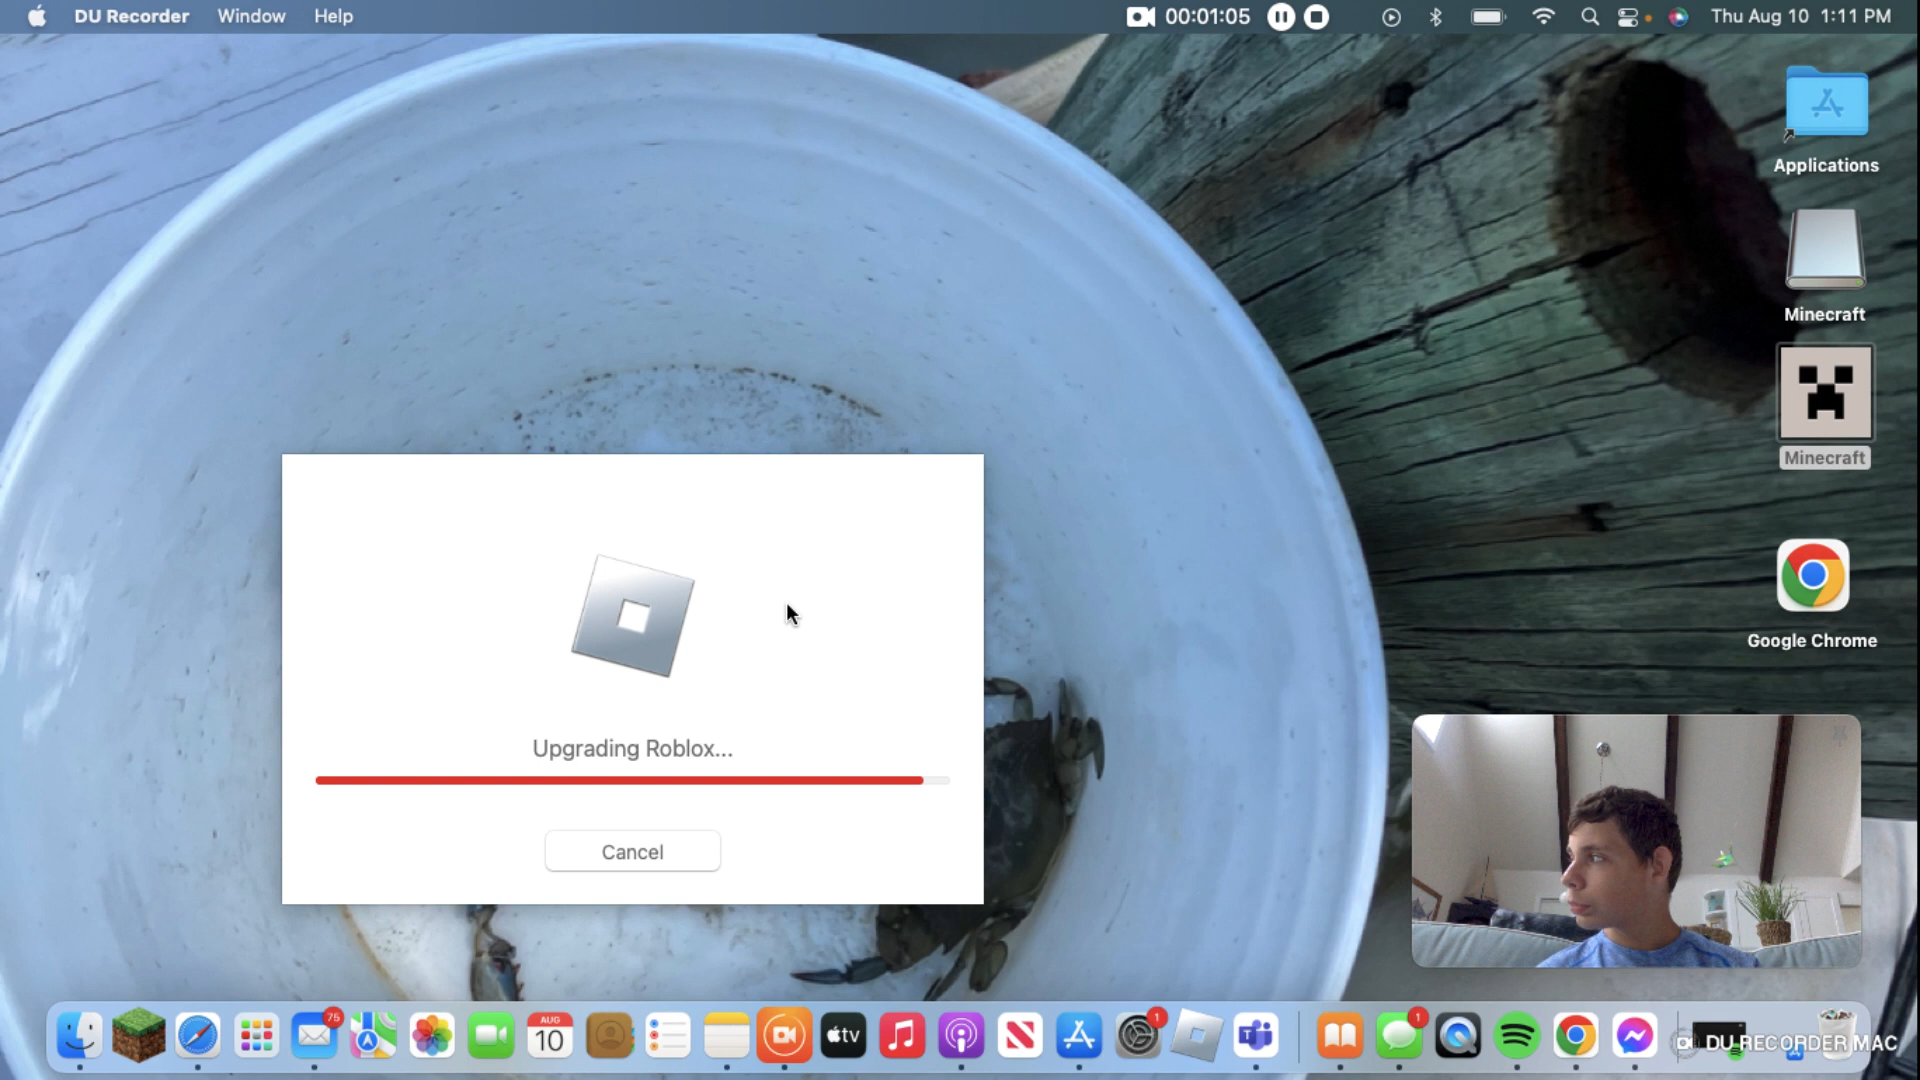 DU Recorder Window Help 00:01:05 Thu Aug 10 1:11 PM
Applications
Minecraft
Minecraft
Google Chrome
Upgrading Roblox...
Cancel
75
AUG
10
tv
1
1
DU RECORDER MAC